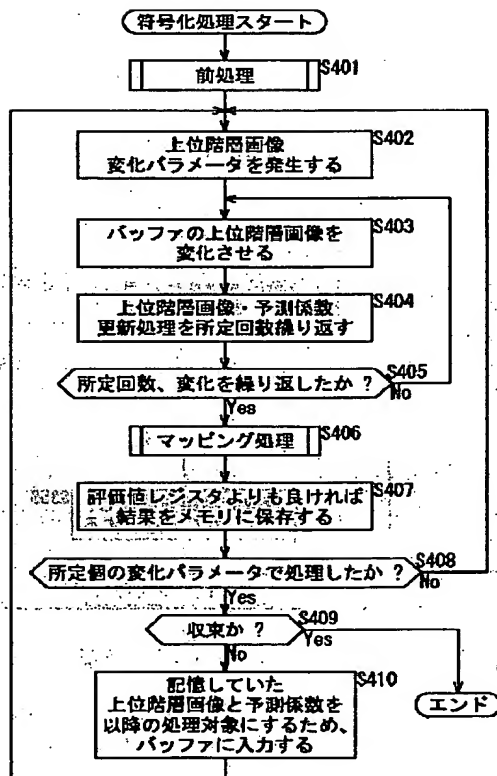 符号化処理スタート
前処理
S401
上位階層画像
変化パラメータを発生する
S402
バッファの上位階層画像を
変化させる
S403
上位階層画像・予測係数
更新処理を所定回数繰り返す
S404
所定回数、変化を繰り返したか ?
S405
No
Yes
マッピング処理
S406
評価値レジスタよりも良ければ
結果をメモリに保存する
S407
所定個の変化パラメータで処理したか ?
S408
No
Yes
収束か ?
S409
Yes
No
記憶していた
上位階層画像と予測係数を
以降の処理対象にするため、
バッファに入力する
S410
エンド